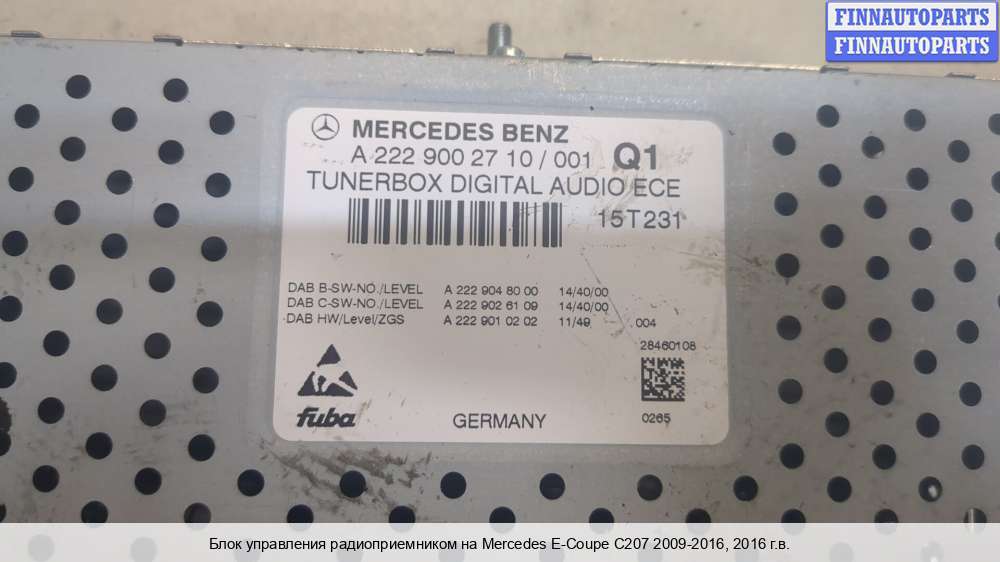 FINNAUTOPARTS
FINNAUTOPARTS
MERCEDES BENZ
A 222 900 27 10 / 001 Q1
TUNERBOX DIGITAL AUDIO ECE
15T231
DAB B-SW-NO./LEVEL A 222 904 80 00 14/40/00
DAB C-SW-NO./LEVEL A 222 902 61 09 14/40/00
DAB HW/Level/ZGS A 222 901 02 02 11/49 004
28460108
fuba GERMANY 0265
Блок управления радиоприемником на Mercedes E-Coupe C207 2009-2016, 2016 г.в.